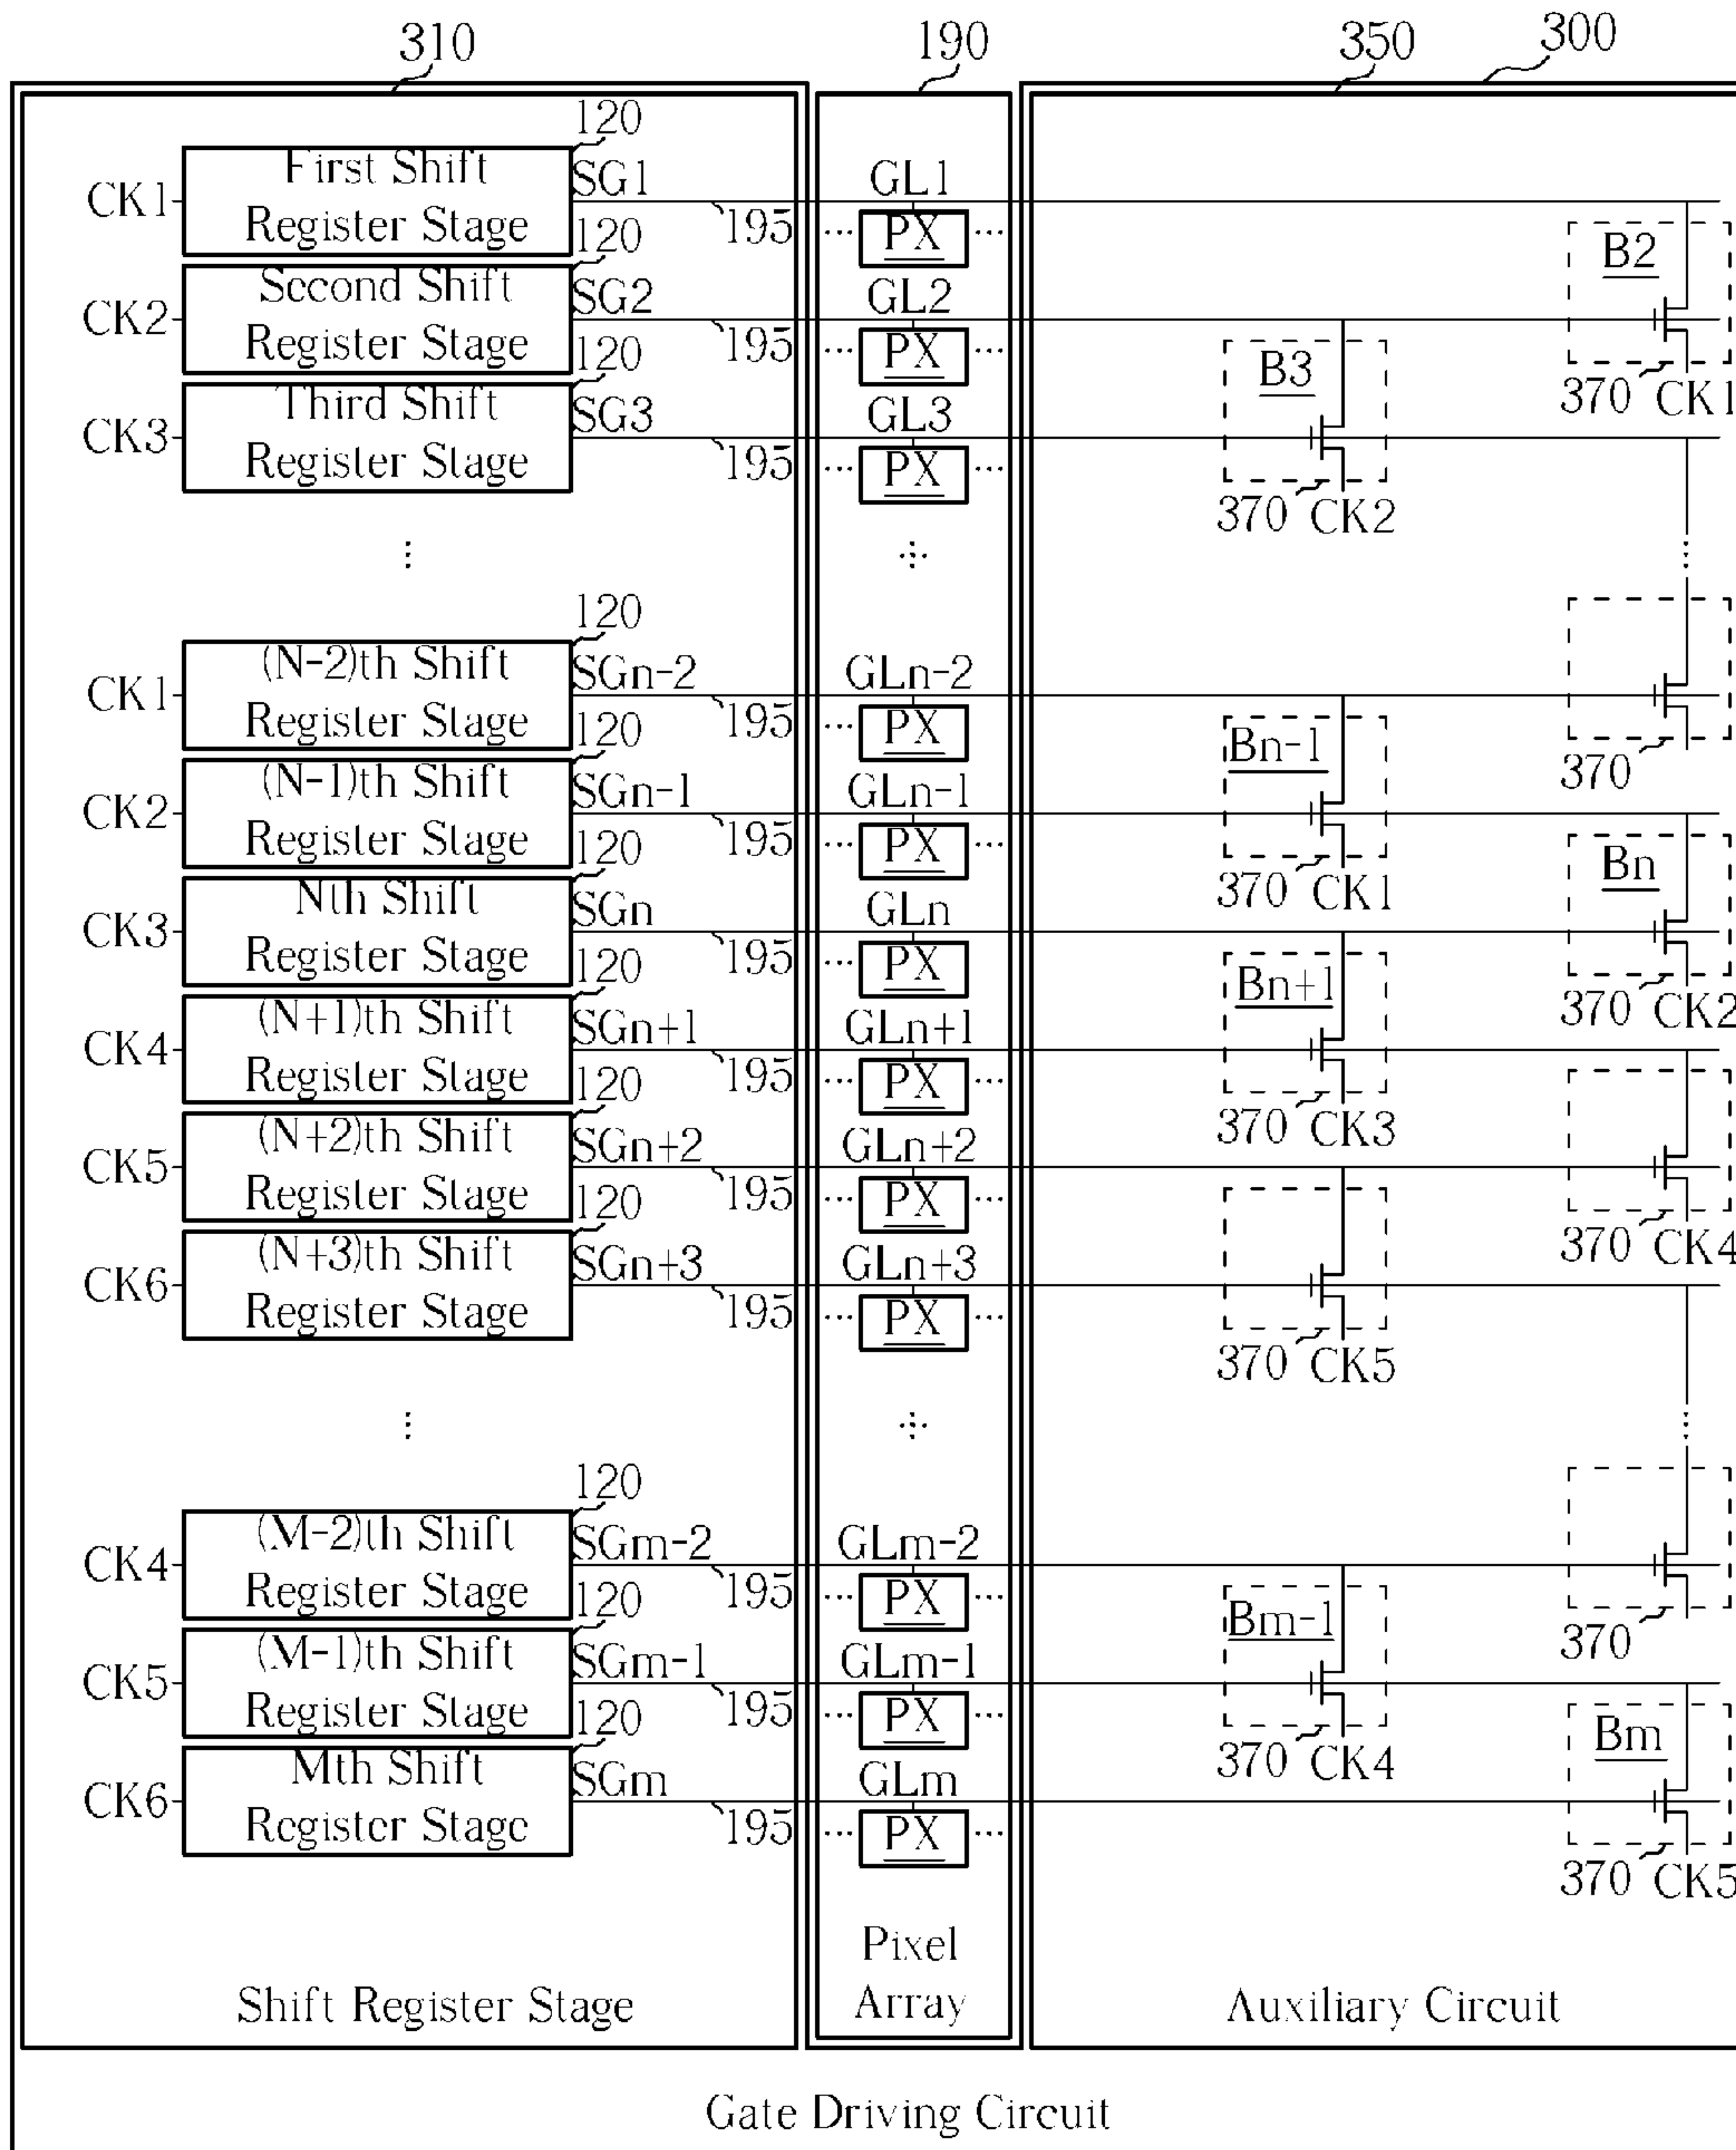 310
190
350
300
120
First Shift
Register Stage
CK1
SG1
195
GL1
··· PX ···
B2
370
CK1
120
Second Shift
Register Stage
CK2
SG2
195
GL2
··· PX ···
B3
370
CK2
120
Third Shift
Register Stage
CK3
SG3
195
GL3
··· PX ···
120
(N-2)th Shift
Register Stage
CK1
SGn-2
195
GLn-2
··· PX ···
370
120
(N-1)th Shift
Register Stage
CK2
SGn-1
195
GLn-1
··· PX ···
Bn-1
370
CK1
120
Nth Shift
Register Stage
CK3
SGn
195
GLn
··· PX ···
Bn
370
CK2
120
(N+1)th Shift
Register Stage
CK4
SGn+1
195
GLn+1
··· PX ···
Bn+1
370
CK3
120
(N+2)th Shift
Register Stage
CK5
SGn+2
195
GLn+2
··· PX ···
370
CK4
120
(N+3)th Shift
Register Stage
CK6
SGn+3
195
GLn+3
··· PX ···
370
CK5
120
(M-2)th Shift
Register Stage
CK4
SGm-2
195
GLm-2
··· PX ···
370
120
(M-1)th Shift
Register Stage
CK5
SGm-1
195
GLm-1
··· PX ···
Bm-1
370
CK4
120
Mth Shift
Register Stage
CK6
SGm
195
GLm
··· PX ···
Bm
370
CK5
Shift Register Stage
Pixel
Array
Auxiliary Circuit
Gate Driving Circuit